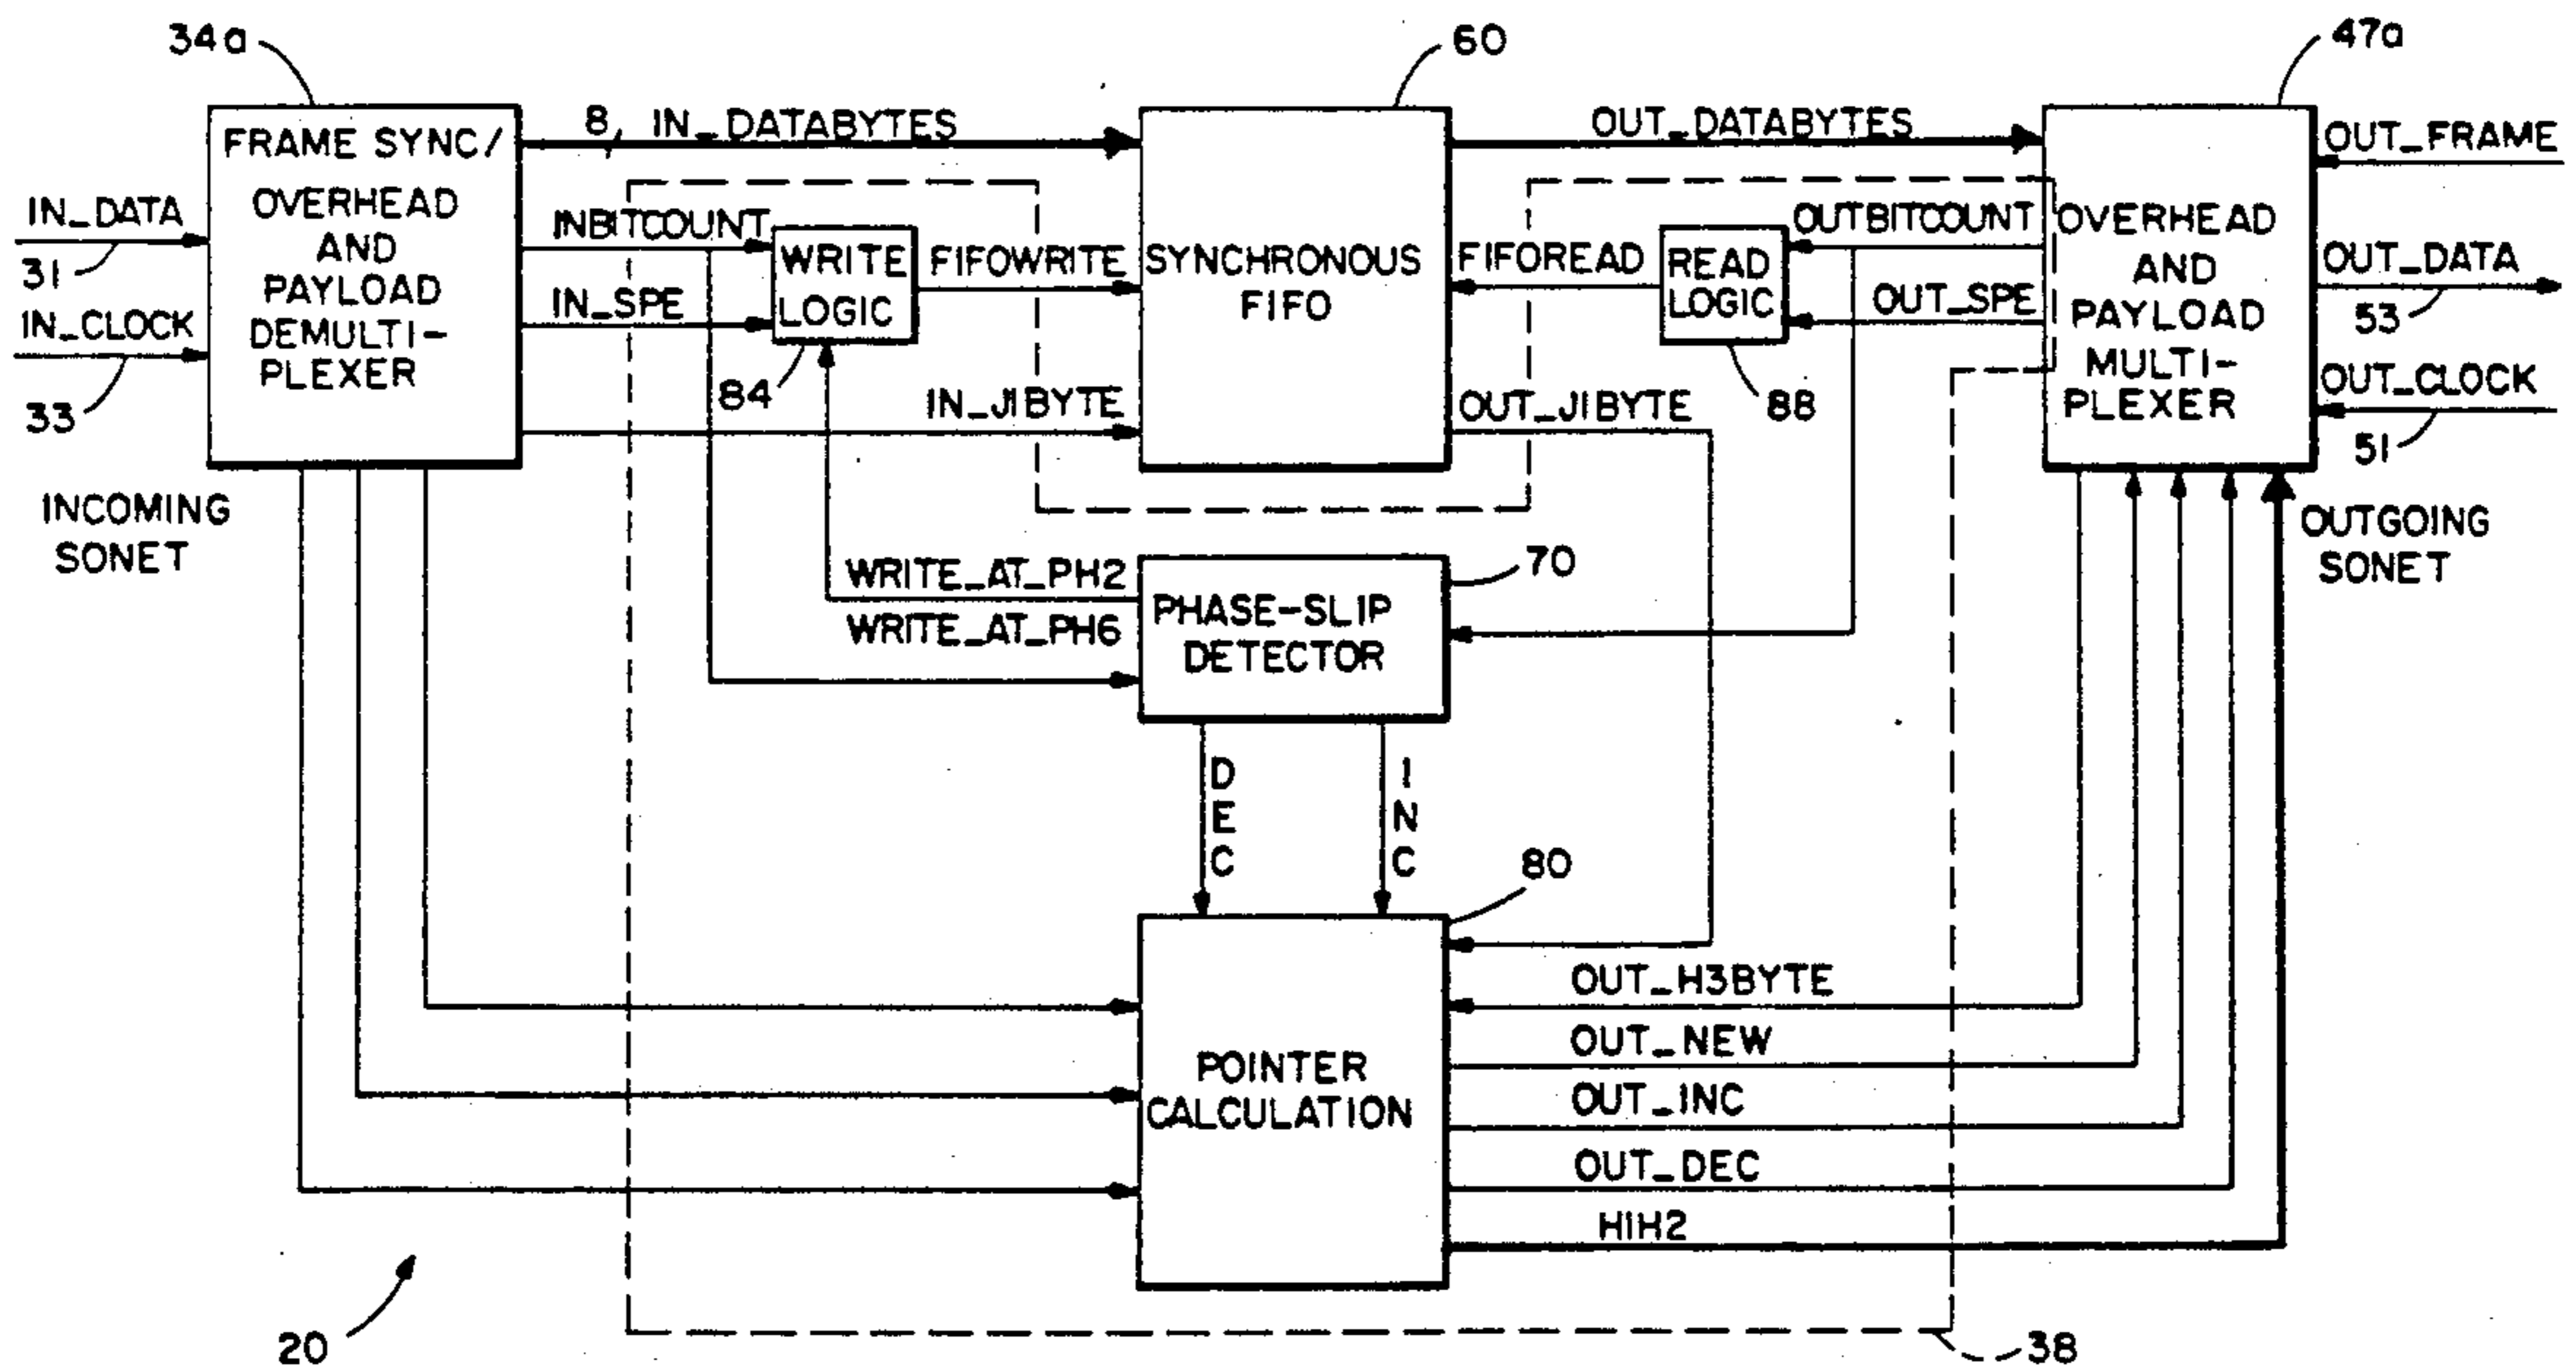 34a
60
47a
FRAME SYNC/
OVERHEAD
AND
PAYLOAD
DEMULTI-
PLEXER
IN_DATA
31
IN_CLOCK
33
INCOMING
SONET
8
IN_DATABYTES
INBITCOUNT
IN_SPE
WRITE
LOGIC
84
FIFOWRITE
IN_J1BYTE
SYNCHRONOUS
FIFO
OUT_DATABYTES
FIFOREAD
READ
LOGIC
88
OUTBITCOUNT
OUT_SPE
OUT_J1BYTE
OVERHEAD
AND
PAYLOAD
MULTI-
PLEXER
OUT_FRAME
OUT_DATA
53
OUT_CLOCK
51
OUTGOING
SONET
WRITE_AT_PH2
WRITE_AT_PH6
PHASE-SLIP
DETECTOR
70
DEC
INC
80
POINTER
CALCULATION
OUT_H3BYTE
OUT_NEW
OUT_INC
OUT_DEC
H1H2
20
38